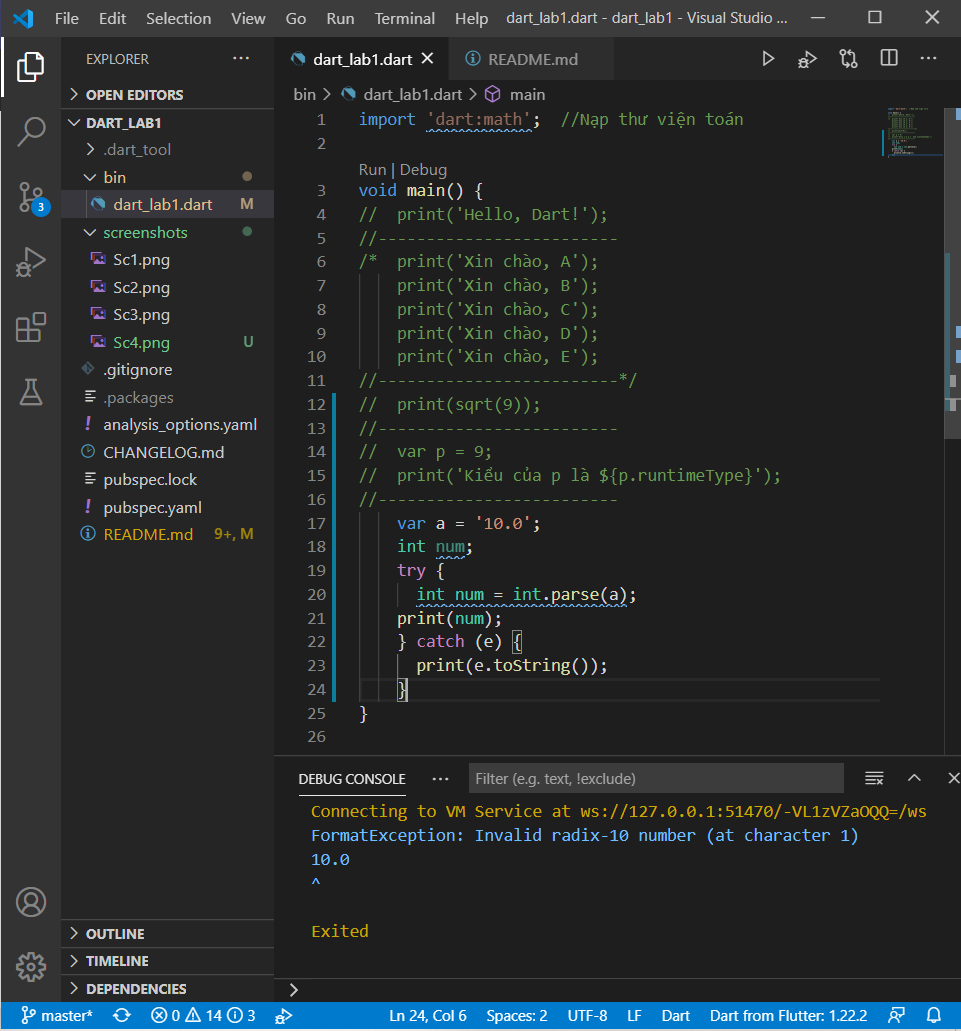 File Edit Selection View Go Run Terminal Help dart_lab1.dart - dart_lab1 - Visual Studio ...
EXPLORER
OPEN EDITORS
DART_LAB1
.dart_tool
bin
dart_lab1.dart M
screenshots
Sc1.png
Sc2.png
Sc3.png
Sc4.png U
.gitignore
.packages
analysis_options.yaml
CHANGELOG.md
pubspec.lock
pubspec.yaml
README.md 9+, M
OUTLINE
TIMELINE
DEPENDENCIES
3
dart_lab1.dart README.md
bin > dart_lab1.dart > main
1 import 'dart:math'; //Nạp thư viện toán
2
Run | Debug
3 void main() {
4 // print('Hello, Dart!');
5 //-------------------------
6 /* print('Xin chào, A');
7 print('Xin chào, B');
8 print('Xin chào, C');
9 print('Xin chào, D');
10 print('Xin chào, E');
11 //-------------------------*/
12 // print(sqrt(9));
13 //-------------------------
14 // var p = 9;
15 // print('Kiểu của p là ${p.runtimeType}');
16 //-------------------------
17 var a = '10.0';
18 int num;
19 try {
20 int num = int.parse(a);
21 print(num);
22 } catch (e) {
23 print(e.toString());
24 }
25 }
26
DEBUG CONSOLE ... Filter (e.g. text, !exclude)
Connecting to VM Service at ws://127.0.0.1:51470/-VL1zVZaOQQ=/ws
FormatException: Invalid radix-10 number (at character 1)
10.0
^
Exited
>
master* 0 14 3 Ln 24, Col 6 Spaces: 2 UTF-8 LF Dart Dart from Flutter: 1.22.2